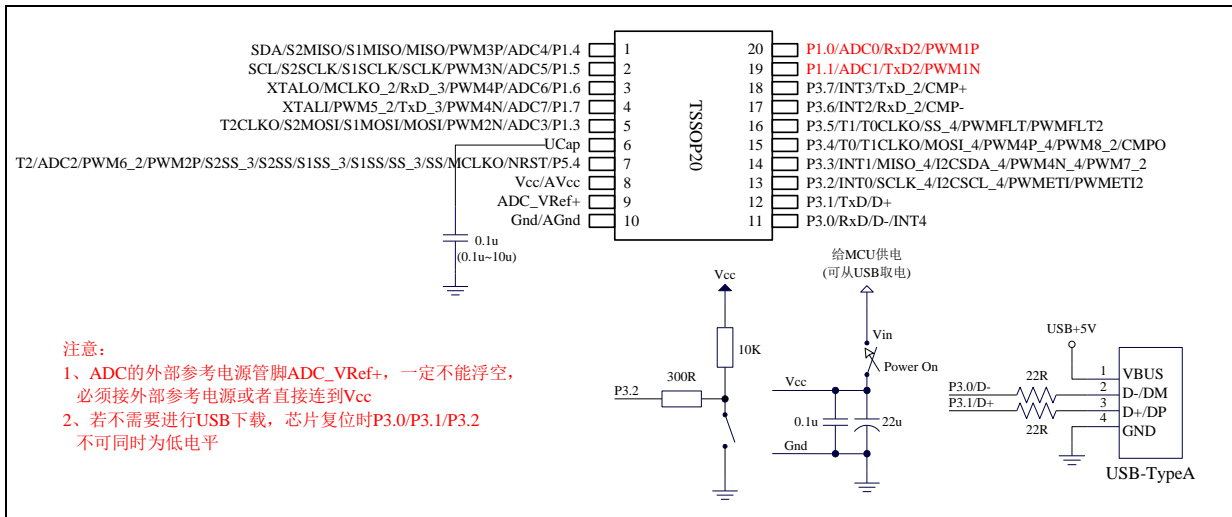 SDA/S2MISO/S1MISO/MISO/PWM3P/ADC4/P1.4
SCL/S2SCLK/S1SCLK/SCLK/PWM3N/ADC5/P1.5
XTALO/MCLKO_2/RxD_3/PWM4P/ADC6/P1.6
XTALI/PWM5_2/TxD_3/PWM4N/ADC7/P1.7
T2CLKO/S2MOSI/S1MOSI/MOSI/PWM2N/ADC3/P1.3
UCap
T2/ADC2/PWM6_2/PWM2P/S2SS_3/S2SS/S1SS_3/S1SS/SS_3/SS/MCLKO/NRST/P5.4
Vcc/AVcc
ADC_VRef+
Gnd/AGnd
1
2
3
4
5
6
7
8
9
10
TSSOP20
20
19
18
17
16
15
14
13
12
11
P1.0/ADC0/RxD2/PWM1P
P1.1/ADC1/TxD2/PWM1N
P3.7/INT3/TxD_2/CMP+
P3.6/INT2/RxD_2/CMP-
P3.5/T1/T0CLKO/SS_4/PWMFLT/PWMFLT2
P3.4/T0/T1CLKO/MOSI_4/PWM4P_4/PWM8_2/CMPO
P3.3/INT1/MISO_4/I2CSDA_4/PWM4N_4/PWM7_2
P3.2/INT0/SCLK_4/I2CSCL_4/PWMETI/PWMETI2
P3.1/TxD/D+
P3.0/RxD/D-/INT4
0.1u
(0.1u~10u)
注意：
1、ADC的外部参考电源管脚ADC_VRef+，一定不能浮空，
必须接外部参考电源或者直接连到Vcc
2、若不需要进行USB下载，芯片复位时P3.0/P3.1/P3.2
不可同时为低电平
Vcc
10K
300R
P3.2
给MCU供电
(可从USB取电)
Vin
Power On
Vcc
0.1u
22u
Gnd
USB+5V
22R
P3.0/D-
P3.1/D+
22R
1
2
3
4
VBUS
D-/DM
D+/DP
GND
USB-TypeA